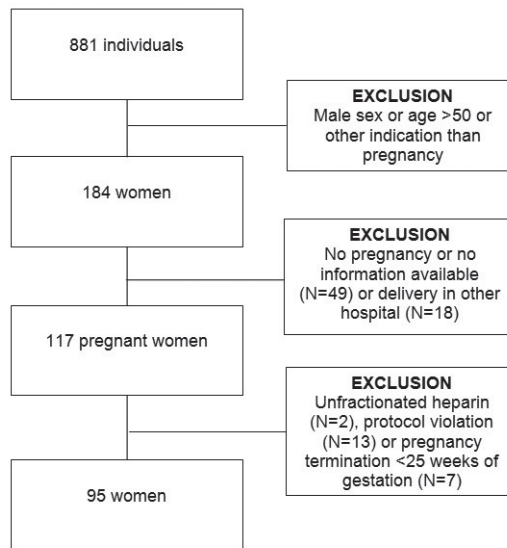 881 individuals
EXCLUSION
Male sex or age >50 or
other indication than
pregnancy
184 women
EXCLUSION
No pregnancy or no
information available
(N=49) or delivery in other
hospital (N=18)
117 pregnant women
EXCLUSION
Unfractionated heparin
(N=2), protocol violation
(N=13) or pregnancy
termination <25 weeks of
gestation (N=7)
95 women